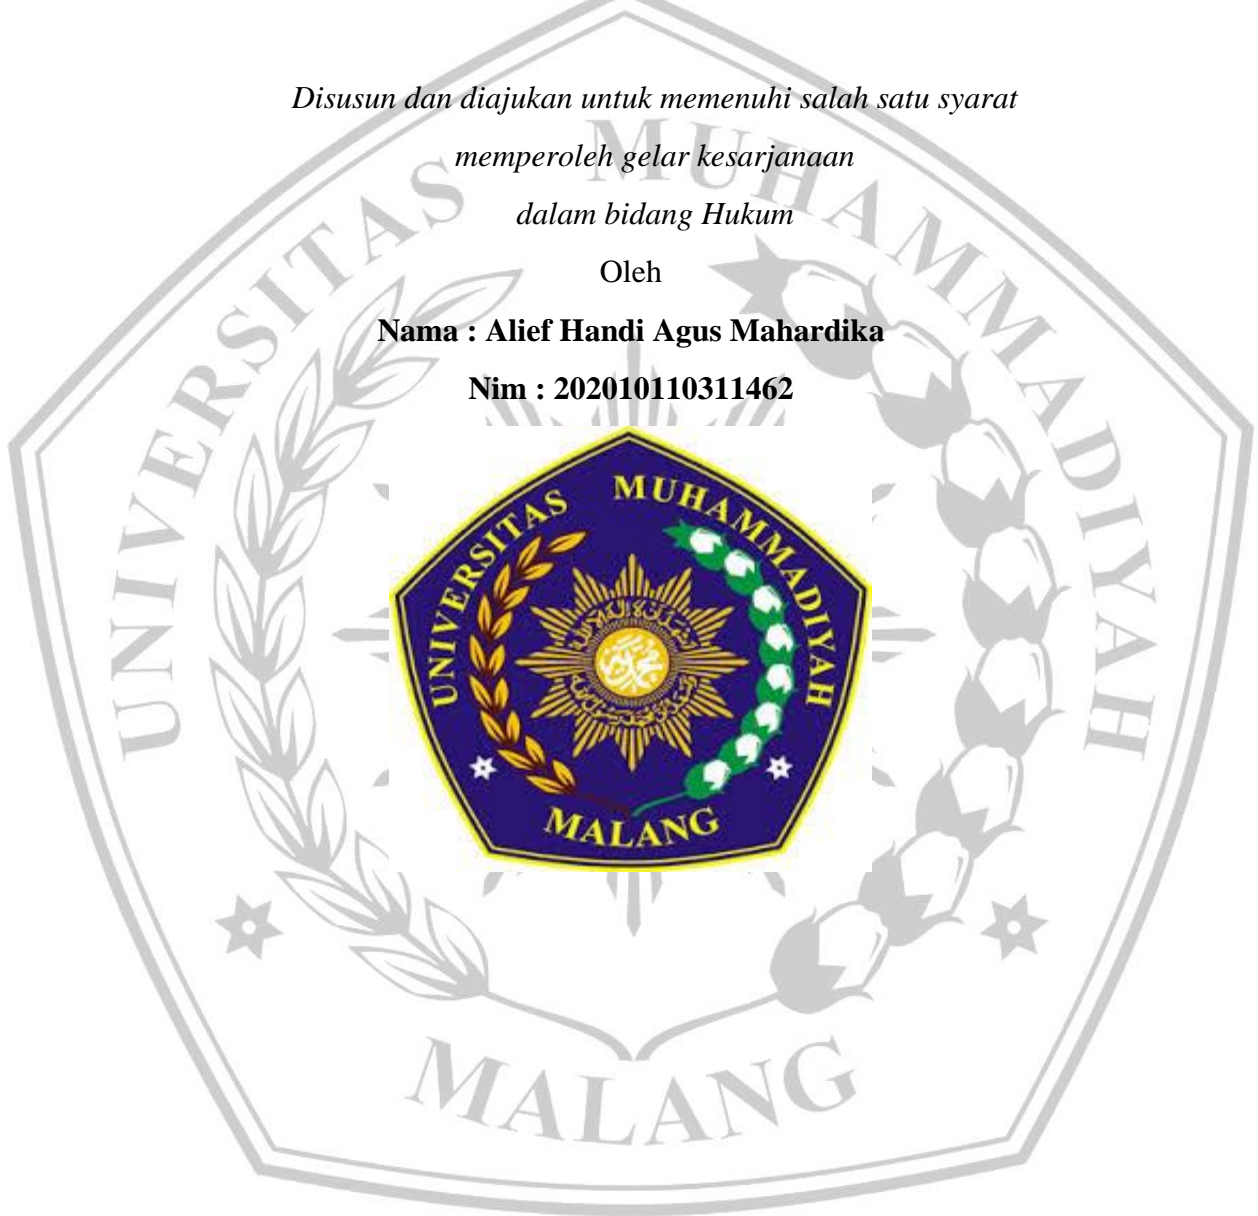 Disusun dan diajukan untuk memenuhi salah satu syarat
memperoleh gelar kesarjanaan
dalam bidang Hukum
Oleh
Nama : Alief Handi Agus Mahardika
Nim : 202010110311462
UNIVERSITAS MUHAMMADIYAH
MALANG
UNIVERSITAS MUHAMMADIYAH
MALANG